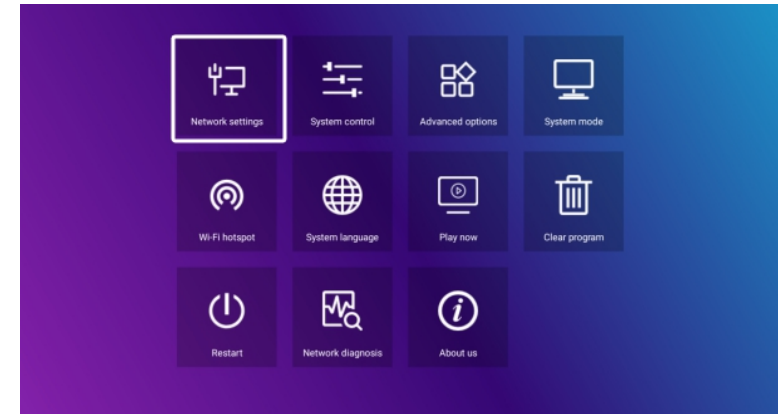 Network settings
System control
Advanced options
System mode
Wi-Fi hotspot
System language
Play now
Clear program
Restart
Network diagnosis
About us